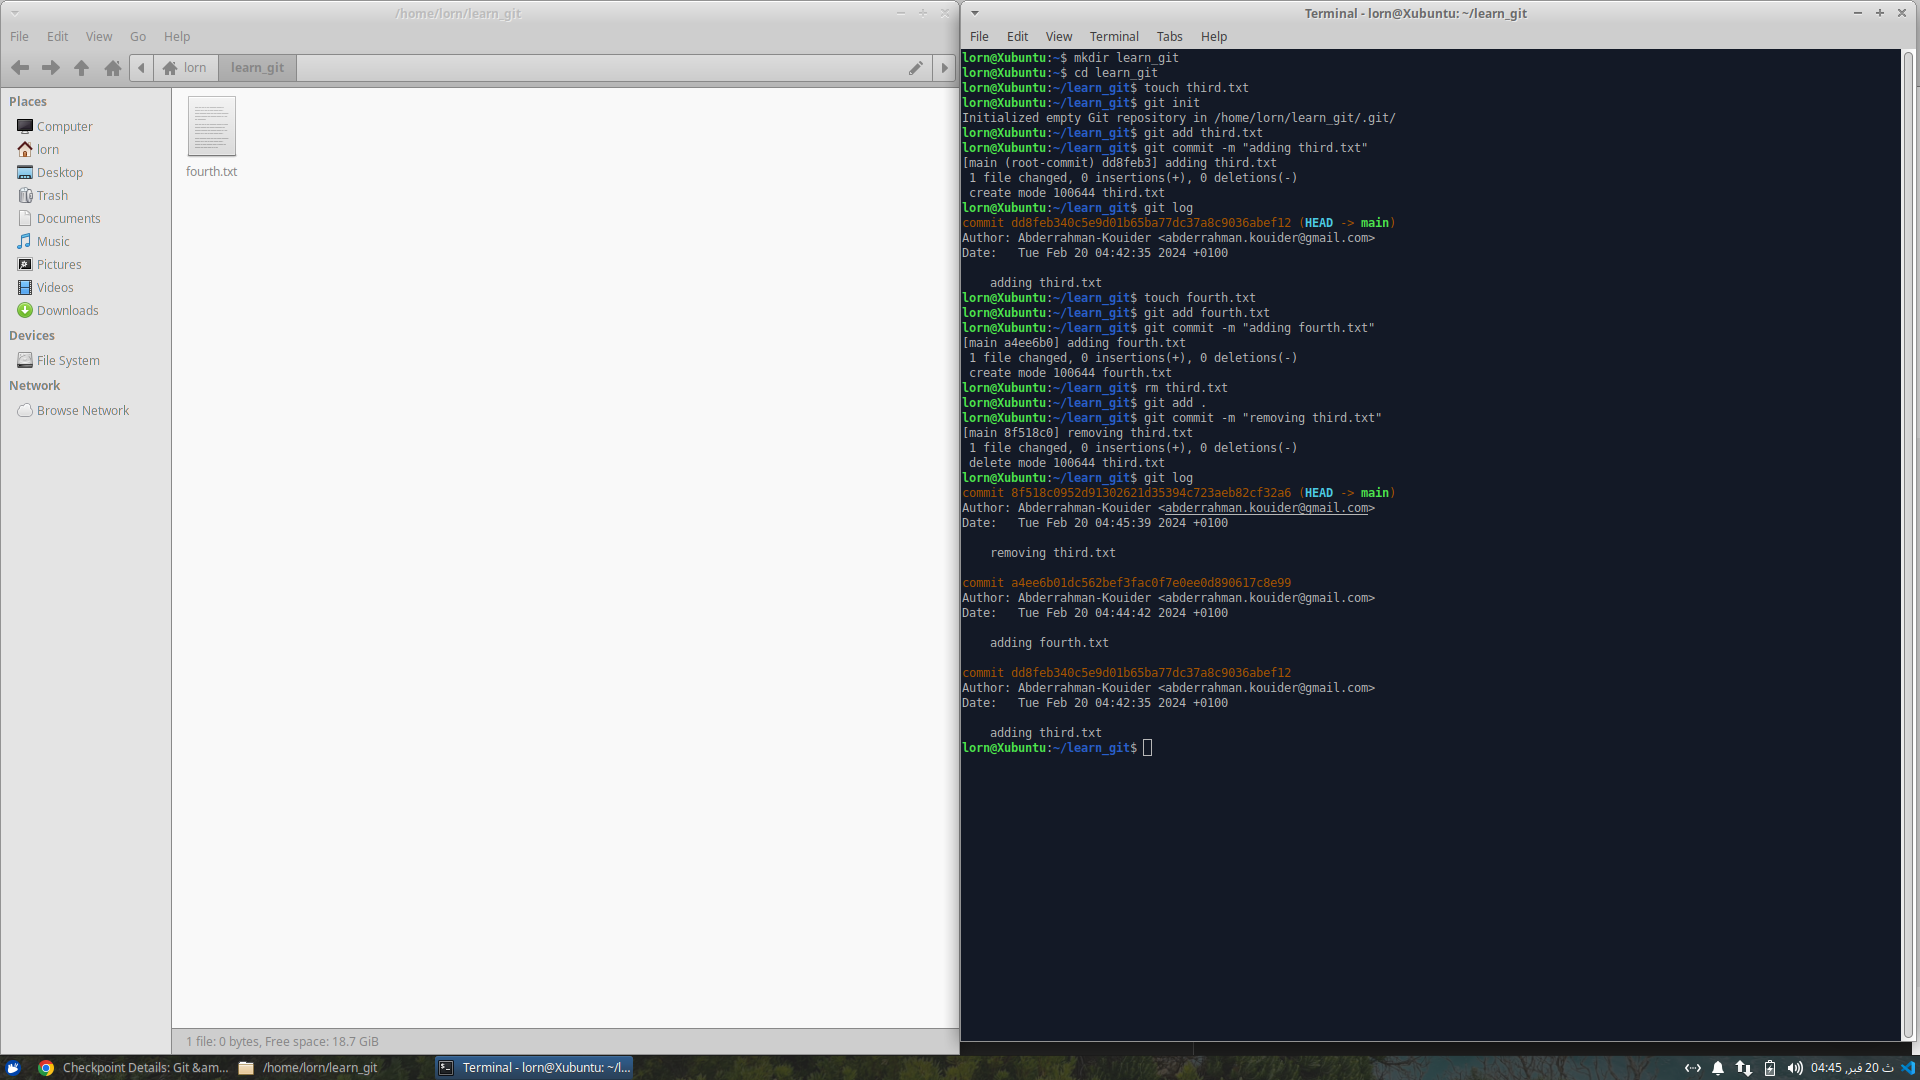 /home/lorn/learn_git
File Edit View Go Help
lorn learn_git
Places
Computer
lorn
Desktop
Trash
Documents
Music
Pictures
Videos
Downloads
Devices
File System
Network
Browse Network
fourth.txt
1 file: 0 bytes, Free space: 18.7 GiB
Terminal - lorn@Xubuntu: ~/learn_git
File Edit View Terminal Tabs Help
lorn@Xubuntu:~$ mkdir learn_git
lorn@Xubuntu:~$ cd learn_git
lorn@Xubuntu:~/learn_git$ touch third.txt
lorn@Xubuntu:~/learn_git$ git init
Initialized empty Git repository in /home/lorn/learn_git/.git/
lorn@Xubuntu:~/learn_git$ git add third.txt
lorn@Xubuntu:~/learn_git$ git commit -m "adding third.txt"
[main (root-commit) dd8feb3] adding third.txt
 1 file changed, 0 insertions(+), 0 deletions(-)
 create mode 100644 third.txt
lorn@Xubuntu:~/learn_git$ git log
commit dd8feb340c5e9d01b65ba77dc37a8c9036abef12 (HEAD -> main)
Author: Abderrahman-Kouider <abderrahman.kouider@gmail.com>
Date:   Tue Feb 20 04:42:35 2024 +0100
    adding third.txt
lorn@Xubuntu:~/learn_git$ touch fourth.txt
lorn@Xubuntu:~/learn_git$ git add fourth.txt
lorn@Xubuntu:~/learn_git$ git commit -m "adding fourth.txt"
[main a4ee6b0] adding fourth.txt
 1 file changed, 0 insertions(+), 0 deletions(-)
 create mode 100644 fourth.txt
lorn@Xubuntu:~/learn_git$ rm third.txt
lorn@Xubuntu:~/learn_git$ git add .
lorn@Xubuntu:~/learn_git$ git commit -m "removing third.txt"
[main 8f518c0] removing third.txt
 1 file changed, 0 insertions(+), 0 deletions(-)
 delete mode 100644 third.txt
lorn@Xubuntu:~/learn_git$ git log
commit 8f518c0952d91302621d35394c723aeb82cf32a6 (HEAD -> main)
Author: Abderrahman-Kouider <abderrahman.kouider@gmail.com>
Date:   Tue Feb 20 04:45:39 2024 +0100
    removing third.txt
commit a4ee6b01dc562bef3fac0f7e0ee0d890617c8e99
Author: Abderrahman-Kouider <abderrahman.kouider@gmail.com>
Date:   Tue Feb 20 04:44:42 2024 +0100
    adding fourth.txt
commit dd8feb340c5e9d01b65ba77dc37a8c9036abef12
Author: Abderrahman-Kouider <abderrahman.kouider@gmail.com>
Date:   Tue Feb 20 04:42:35 2024 +0100
    adding third.txt
lorn@Xubuntu:~/learn_git$
Checkpoint Details: Git &am... /home/lorn/learn_git Terminal - lorn@Xubuntu: ~/l... ث 20 فبر, 04:45